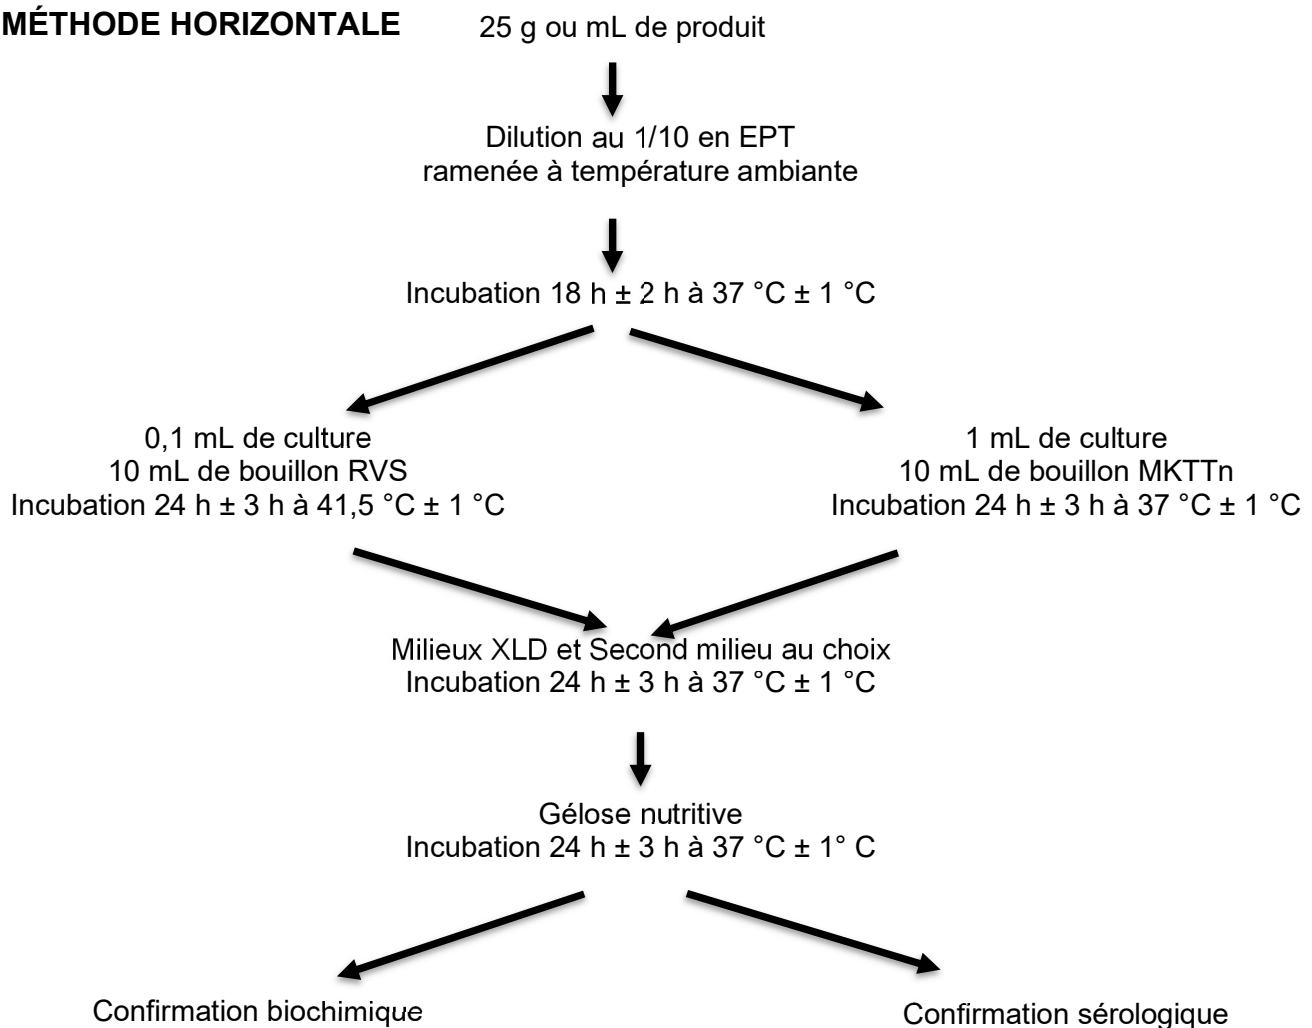 MÉTHODE HORIZONTALE
25 g ou mL de produit
Dilution au 1/10 en EPT
ramenée à température ambiante
Incubation 18 h ± 2 h à 37 °C ± 1 °C
0,1 mL de culture
10 mL de bouillon RVS
Incubation 24 h ± 3 h à 41,5 °C ± 1 °C
1 mL de culture
10 mL de bouillon MKTTn
Incubation 24 h ± 3 h à 37 °C ± 1 °C
Milieux XLD et Second milieu au choix
Incubation 24 h ± 3 h à 37 °C ± 1 °C
Gélose nutritive
Incubation 24 h ± 3 h à 37 °C ± 1° C
Confirmation biochimique
Confirmation sérologique